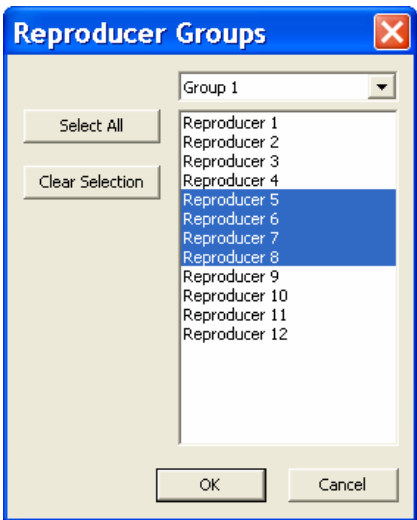 Reproducer Groups
Group 1
Select All
Clear Selection
Reproducer 1
Reproducer 2
Reproducer 3
Reproducer 4
Reproducer 5
Reproducer 6
Reproducer 7
Reproducer 8
Reproducer 9
Reproducer 10
Reproducer 11
Reproducer 12
OK
Cancel